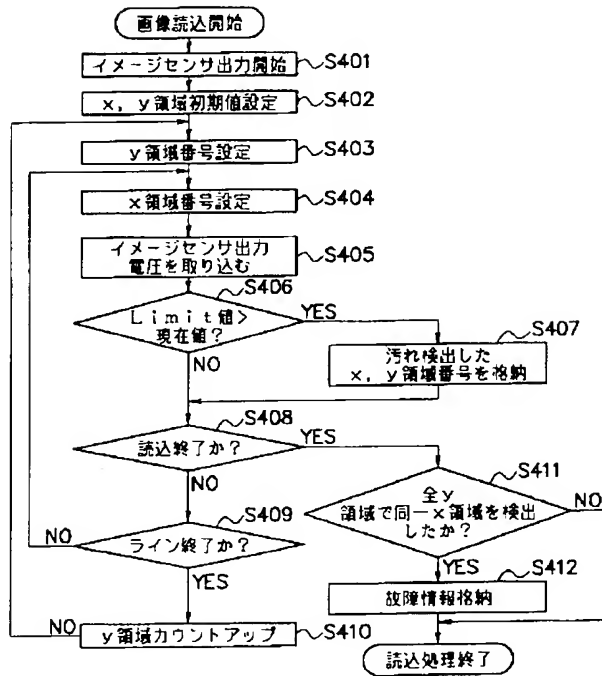 画像読込開始
イメージセンサ出力開始
S401
x,y領域初期値設定
S402
y領域番号設定
S403
x領域番号設定
S404
イメージセンサ出力
電圧を取り込む
S405
S406
Limit値>
現在値?
YES
NO
S407
汚れ検出した
x,y領域番号を格納
S408
読込終了か?
YES
NO
S409
ライン終了か?
NO
YES
y領域カウントアップ
S410
NO
S411
全y
領域で同一x領域を検出
したか?
NO
YES
S412
故障情報格納
読込処理終了